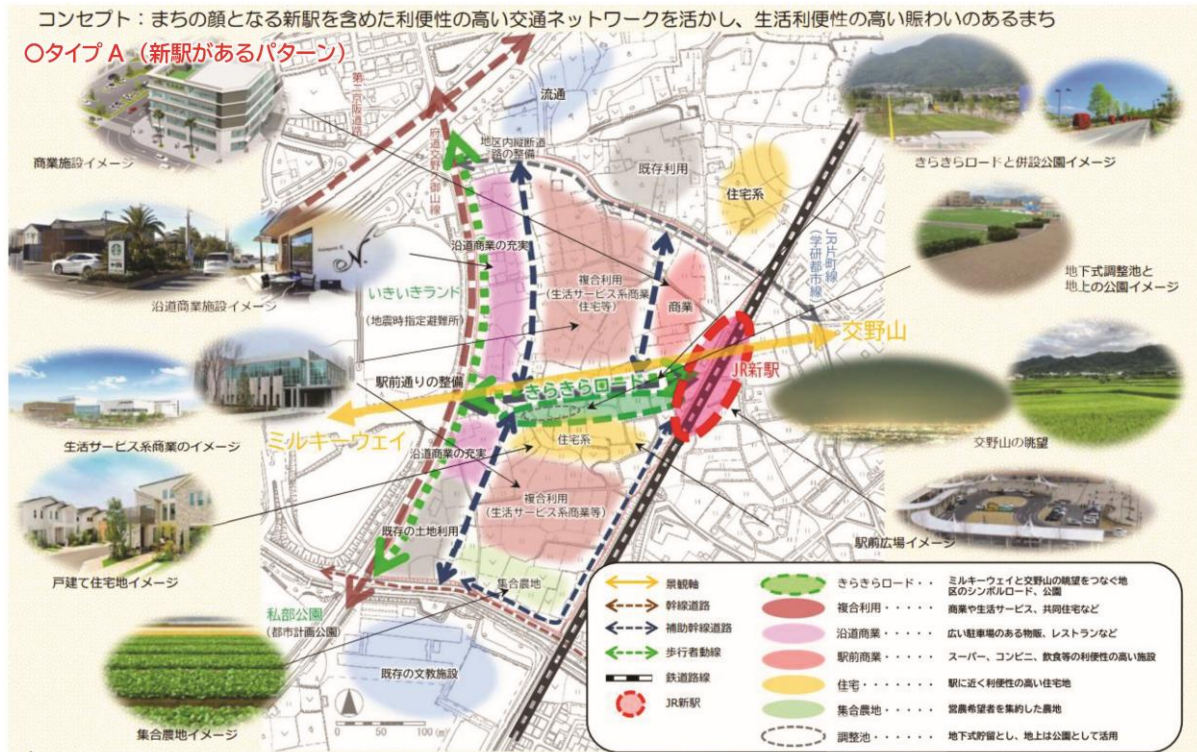 コンセプト：まちの顔となる新駅を含めた利便性の高い交通ネットワークを活かし、生活利便性の高い賑わいのあるまち
〇タイプA（新駅があるパターン）
商業施設イメージ
沿道商業施設イメージ
生活サービス系商業のイメージ
戸建て住宅地イメージ
集合農地イメージ
第二京阪道路
府道交野久御山線
流通
地区内縦断道
路の整備
既存利用
住宅系
JR片町線
（学研都市線）
沿道商業の充実
複合利用
（生活サービス系商業
住宅等）
商業
いきいきランド
（地震時指定避難所）
交野山
JR新駅
駅前通りの整備
きらきらロード
ミルキーウェイ
住宅系
沿道商業の充実
複合利用
（生活サービス系商業等）
既存の土地利用
集合農地
私部公園
（都市計画公園）
既存の文教施設
0 50 100 (m)
きらきらロードと併設公園イメージ
地下式調整池と
地上の公園イメージ
交野山の眺望
駅前広場イメージ
景観軸
幹線道路
補助幹線道路
歩行者動線
鉄道路線
JR新駅
きらきらロード・・ ミルキーウェイと交野山の眺望をつなぐ地
区のシンボルロード、公園
複合利用・・・・・ 商業や生活サービス、共同住宅など
沿道商業・・・・・ 広い駐車場のある物販、レストランなど
駅前商業・・・・・ スーパー、コンビニ、飲食等の利便性の高い施設
住宅・・・・・・・ 駅に近く利便性の高い住宅地
集合農地・・・・・ 営農希望者を集約した農地
調整池・・・・・・ 地下式貯留とし、地上は公園として活用